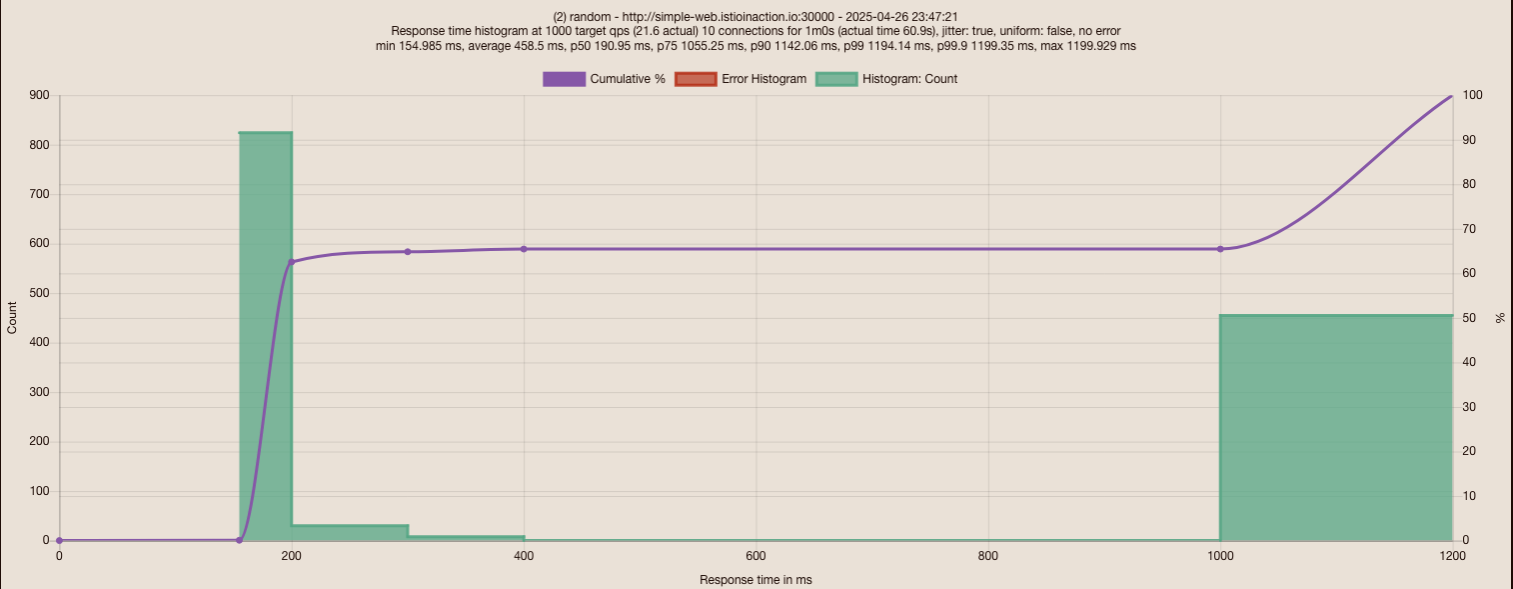 (2) random - http://simple-web.istioinaction.io:30000 - 2025-04-26 23:47:21
Response time histogram at 1000 target qps (21.6 actual) 10 connections for 1m0s (actual time 60.9s), jitter: true, uniform: false, no error
min 154.985 ms, average 458.5 ms, p50 190.95 ms, p75 1055.25 ms, p90 1142.06 ms, p99 1194.14 ms, p99.9 1199.35 ms, max 1199.929 ms
Cumulative % Error Histogram Histogram: Count
900 100
800 90
700 80
600 70
500 60
400 50
300 40
200 30
100 20
0 10
0
Count
%
0 200 400 600 800 1000 1200
Response time in ms